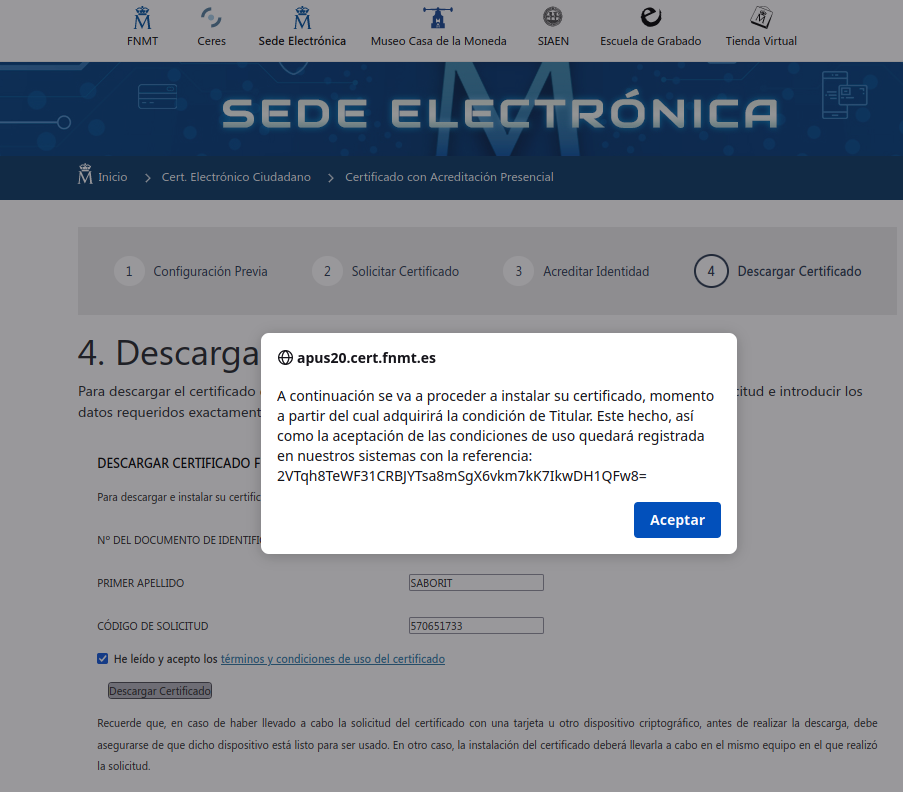 FNMT
Ceres
Sede Electrónica
Museo Casa de la Moneda
SIAEN
Escuela de Grabado
Tienda Virtual
SEDE ELECTRÓNICA
Inicio > Cert. Electrónico Ciudadano > Certificado con Acreditación Presencial
1 Configuración Previa
2 Solicitar Certificado
3 Acreditar Identidad
4 Descargar Certificado
4. Descarga
Para descargar el certificado
citud e introducir los
datos requeridos exactament
apus20.cert.fnmt.es
A continuación se va a proceder a instalar su certificado, momento
a partir del cual adquirirá la condición de Titular. Este hecho, así
como la aceptación de las condiciones de uso quedará registrada
en nuestros sistemas con la referencia:
2VTqh8TeWF31CRBJYTsa8mSgX6vkm7kK7IkwDH1QFw8=
Aceptar
DESCARGAR CERTIFICADO F
Para descargar e instalar su certific
Nº DEL DOCUMENTO DE IDENTIFI
PRIMER APELLIDO SABORIT
CÓDIGO DE SOLICITUD 570651733
He leído y acepto los términos y condiciones de uso del certificado
Descargar Certificado
Recuerde que, en caso de haber llevado a cabo la solicitud del certificado con una tarjeta u otro dispositivo criptográfico, antes de realizar la descarga, debe
asegurarse de que dicho dispositivo está listo para ser usado. En otro caso, la instalación del certificado deberá llevarla a cabo en el mismo equipo en el que realizó
la solicitud.